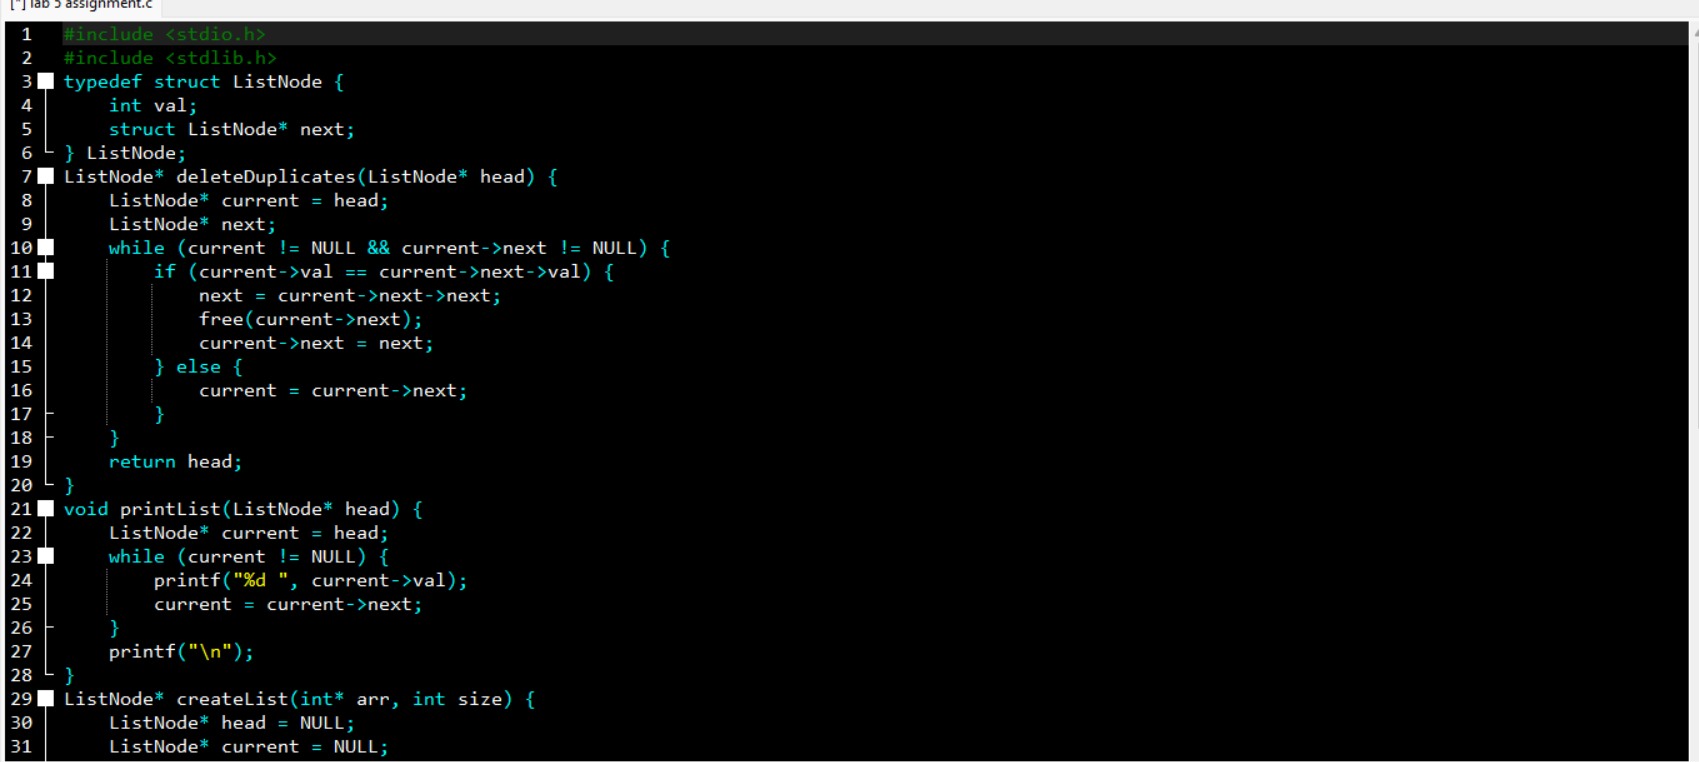 [*] lab 5 assignment.c
1 #include <stdio.h>
2 #include <stdlib.h>
3 typedef struct ListNode {
4     int val;
5     struct ListNode* next;
6 } ListNode;
7 ListNode* deleteDuplicates(ListNode* head) {
8     ListNode* current = head;
9     ListNode* next;
10     while (current != NULL && current->next != NULL) {
11         if (current->val == current->next->val) {
12             next = current->next->next;
13             free(current->next);
14             current->next = next;
15         } else {
16             current = current->next;
17         }
18     }
19     return head;
20 }
21 void printList(ListNode* head) {
22     ListNode* current = head;
23     while (current != NULL) {
24         printf("%d ", current->val);
25         current = current->next;
26     }
27     printf("\n");
28 }
29 ListNode* createList(int* arr, int size) {
30     ListNode* head = NULL;
31     ListNode* current = NULL;